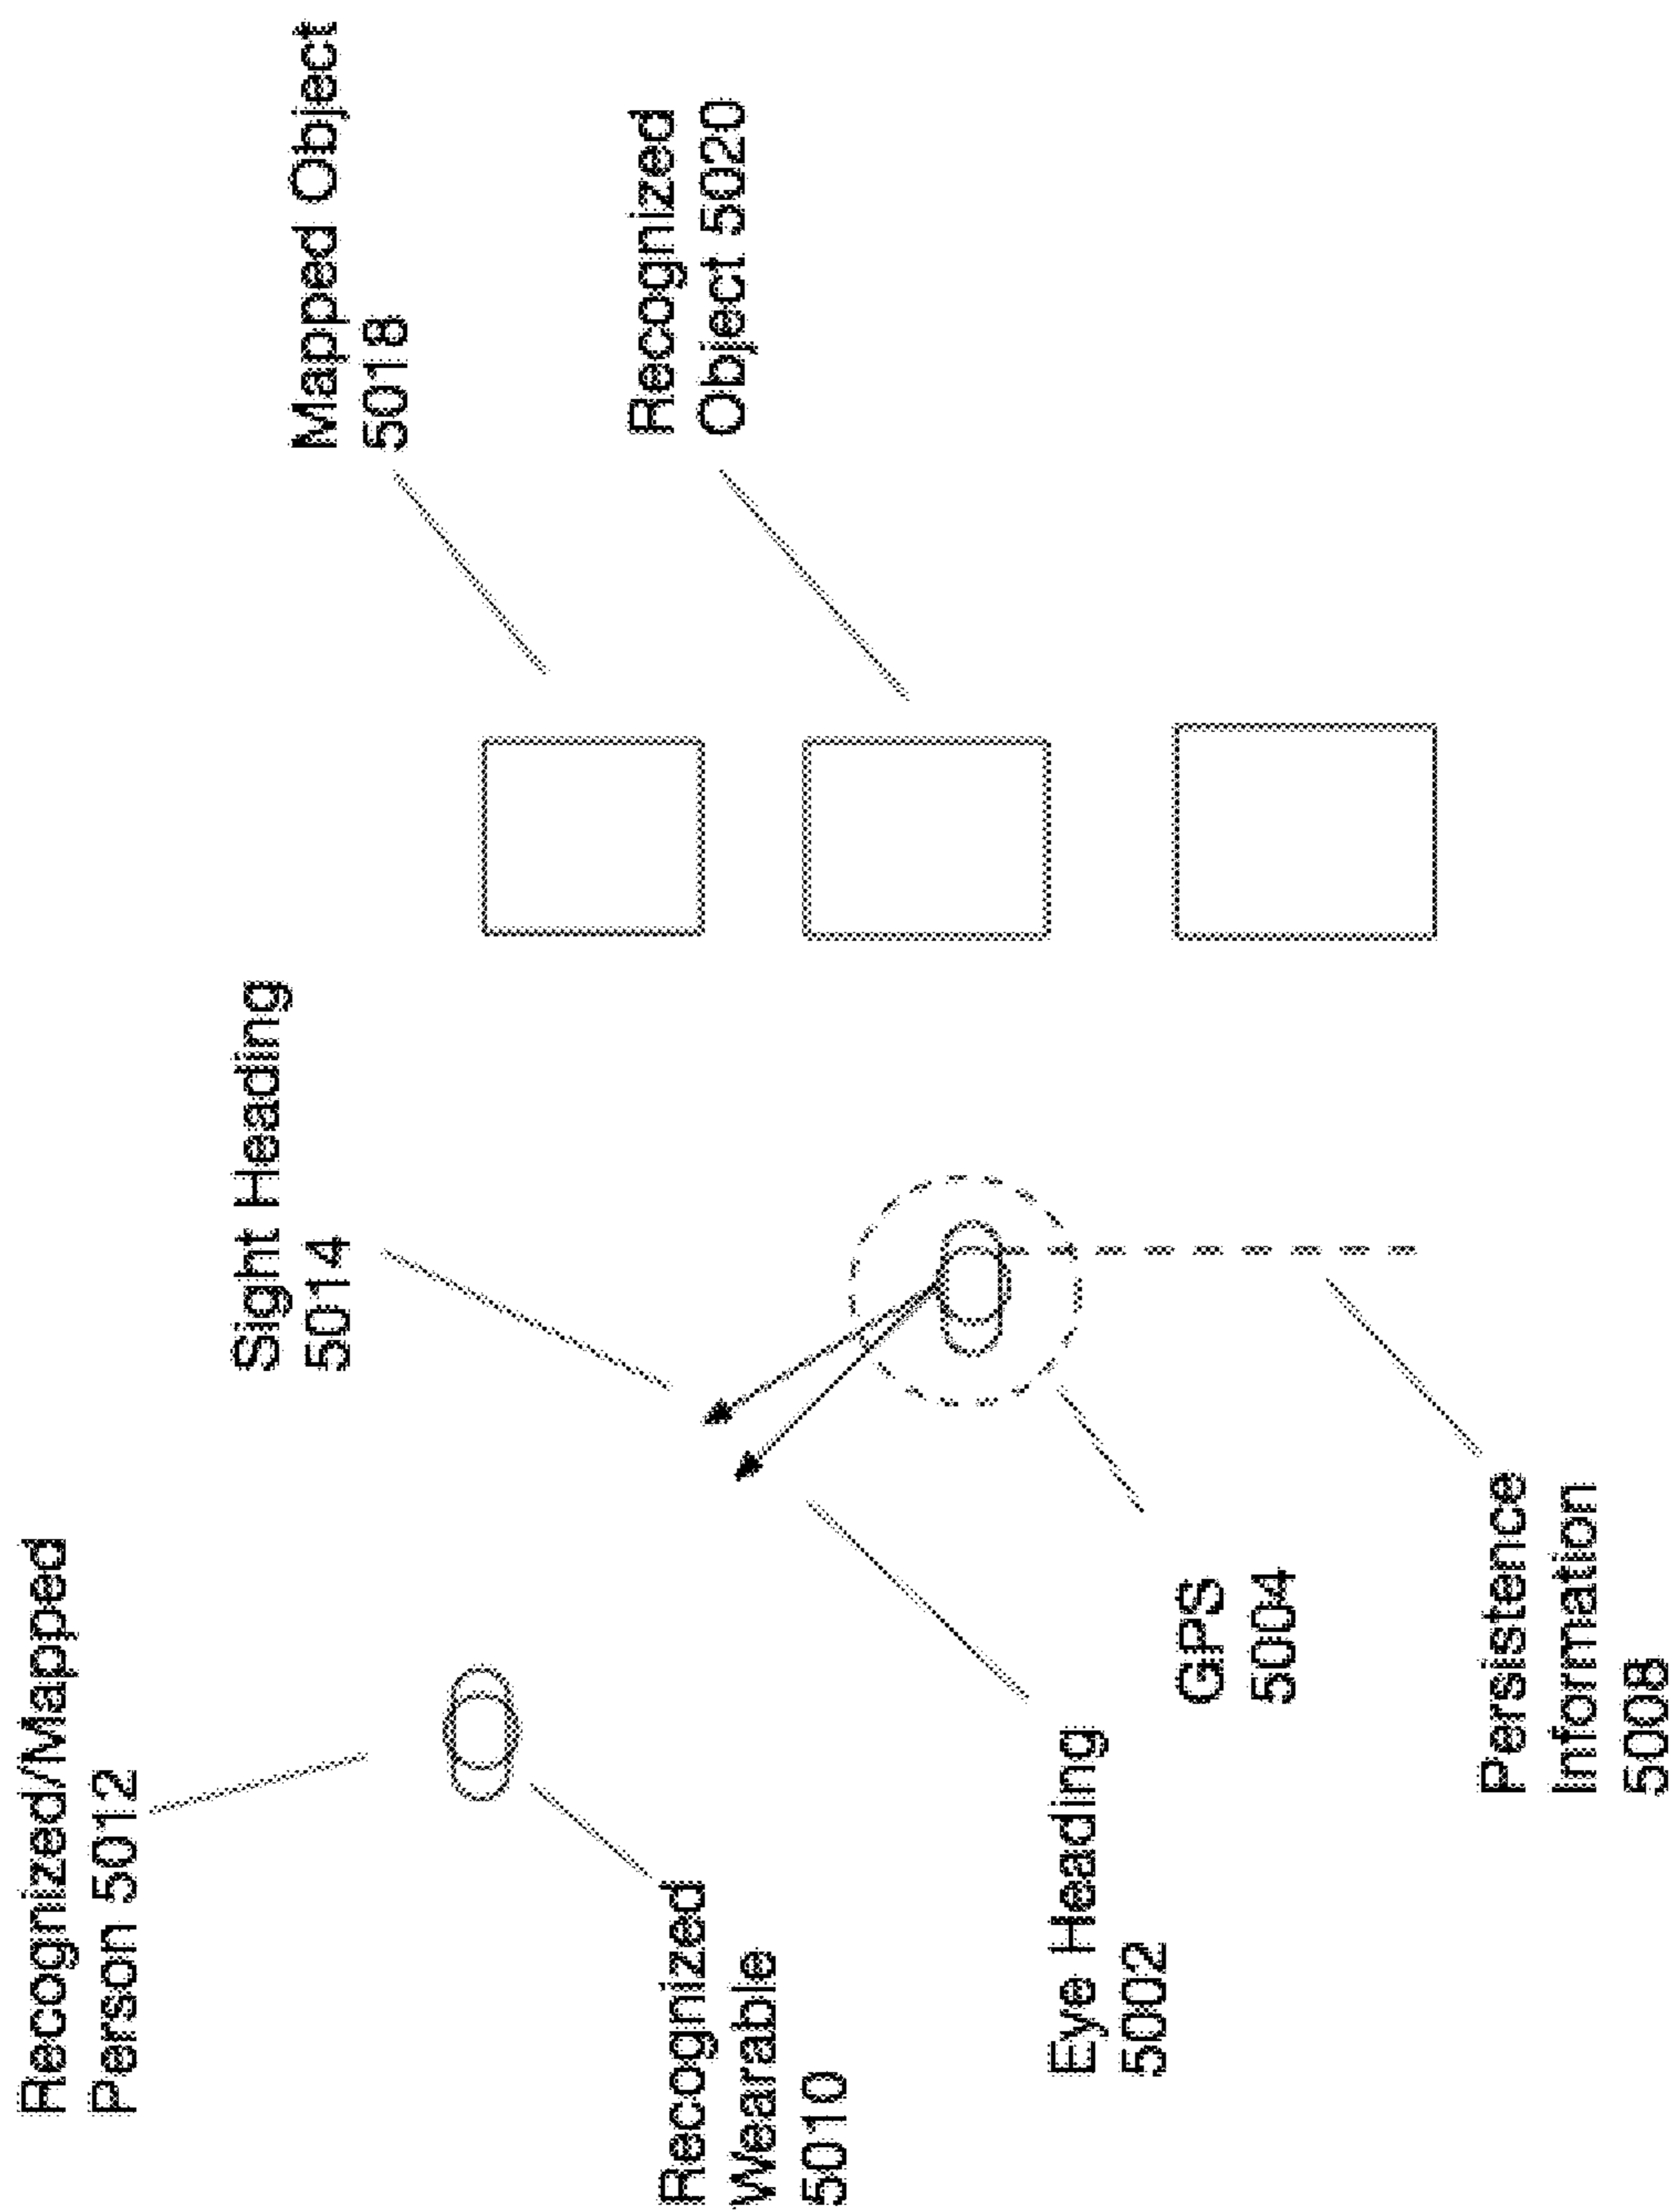 Recognized/Mapped
Person 5012
Sight Heading
5014
Mapped Object
5018
Recognized
Object 5020
Recognized
Wearable
5010
Eye Heading
5002
GPS
5004
Persistence
Information
5008